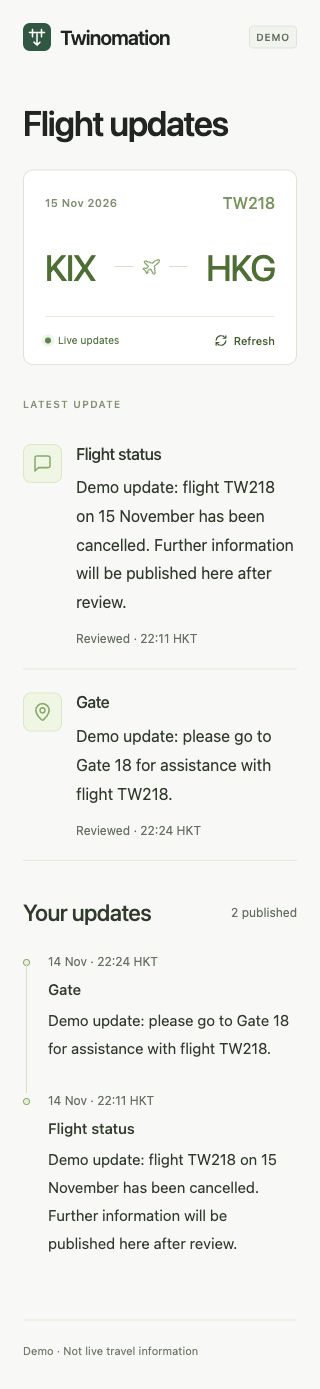 Twinomation
DEMO
Flight updates
15 Nov 2026
TW218
KIX
HKG
Live updates
Refresh
LATEST UPDATE
Flight status
Demo update: flight TW218
on 15 November has been
cancelled. Further information
will be published here after
review.
Reviewed · 22:11 HKT
Gate
Demo update: please go to
Gate 18 for assistance with
flight TW218.
Reviewed · 22:24 HKT
Your updates
2 published
14 Nov · 22:24 HKT
Gate
Demo update: please go to Gate 18
for assistance with flight TW218.
14 Nov · 22:11 HKT
Flight status
Demo update: flight TW218 on 15
November has been cancelled.
Further information will be
published here after review.
Demo · Not live travel information